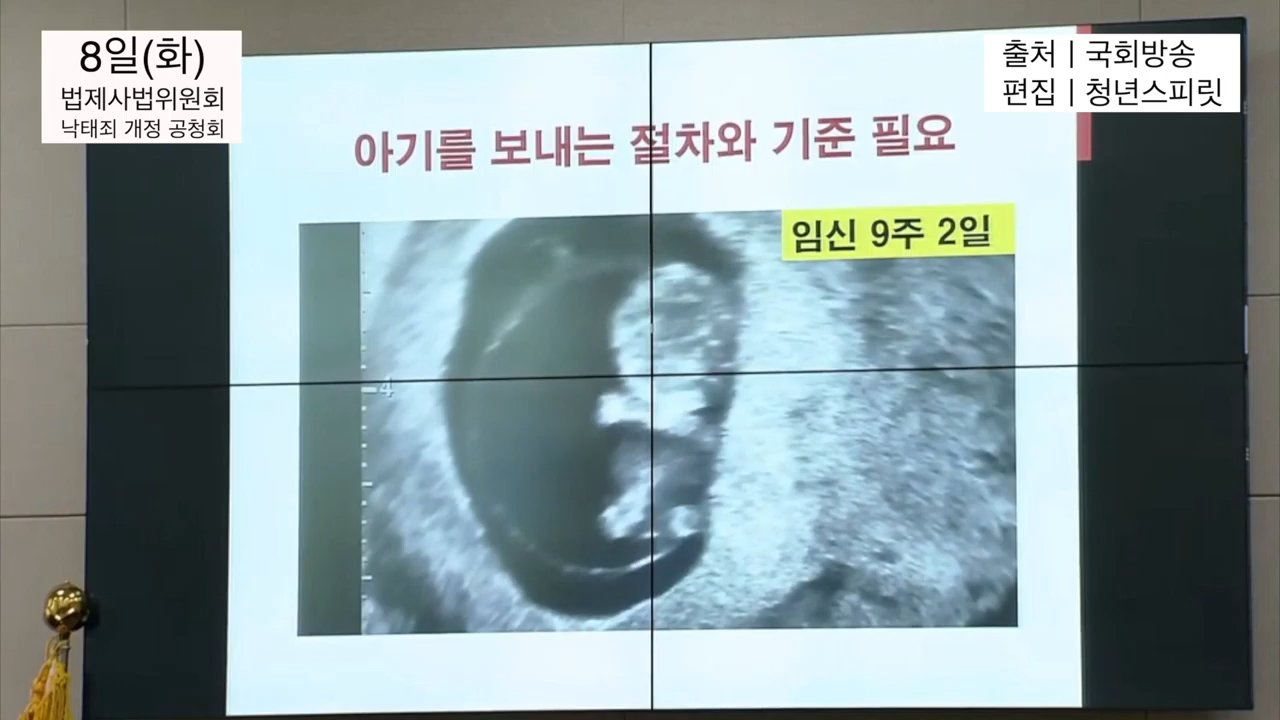 8일(화)
법제사법위원회
낙태죄 개정 공청회
출처 | 국회방송
편집 | 청년스피릿
아기를 보내는 절차와 기준 필요
임신 9주 2일
4